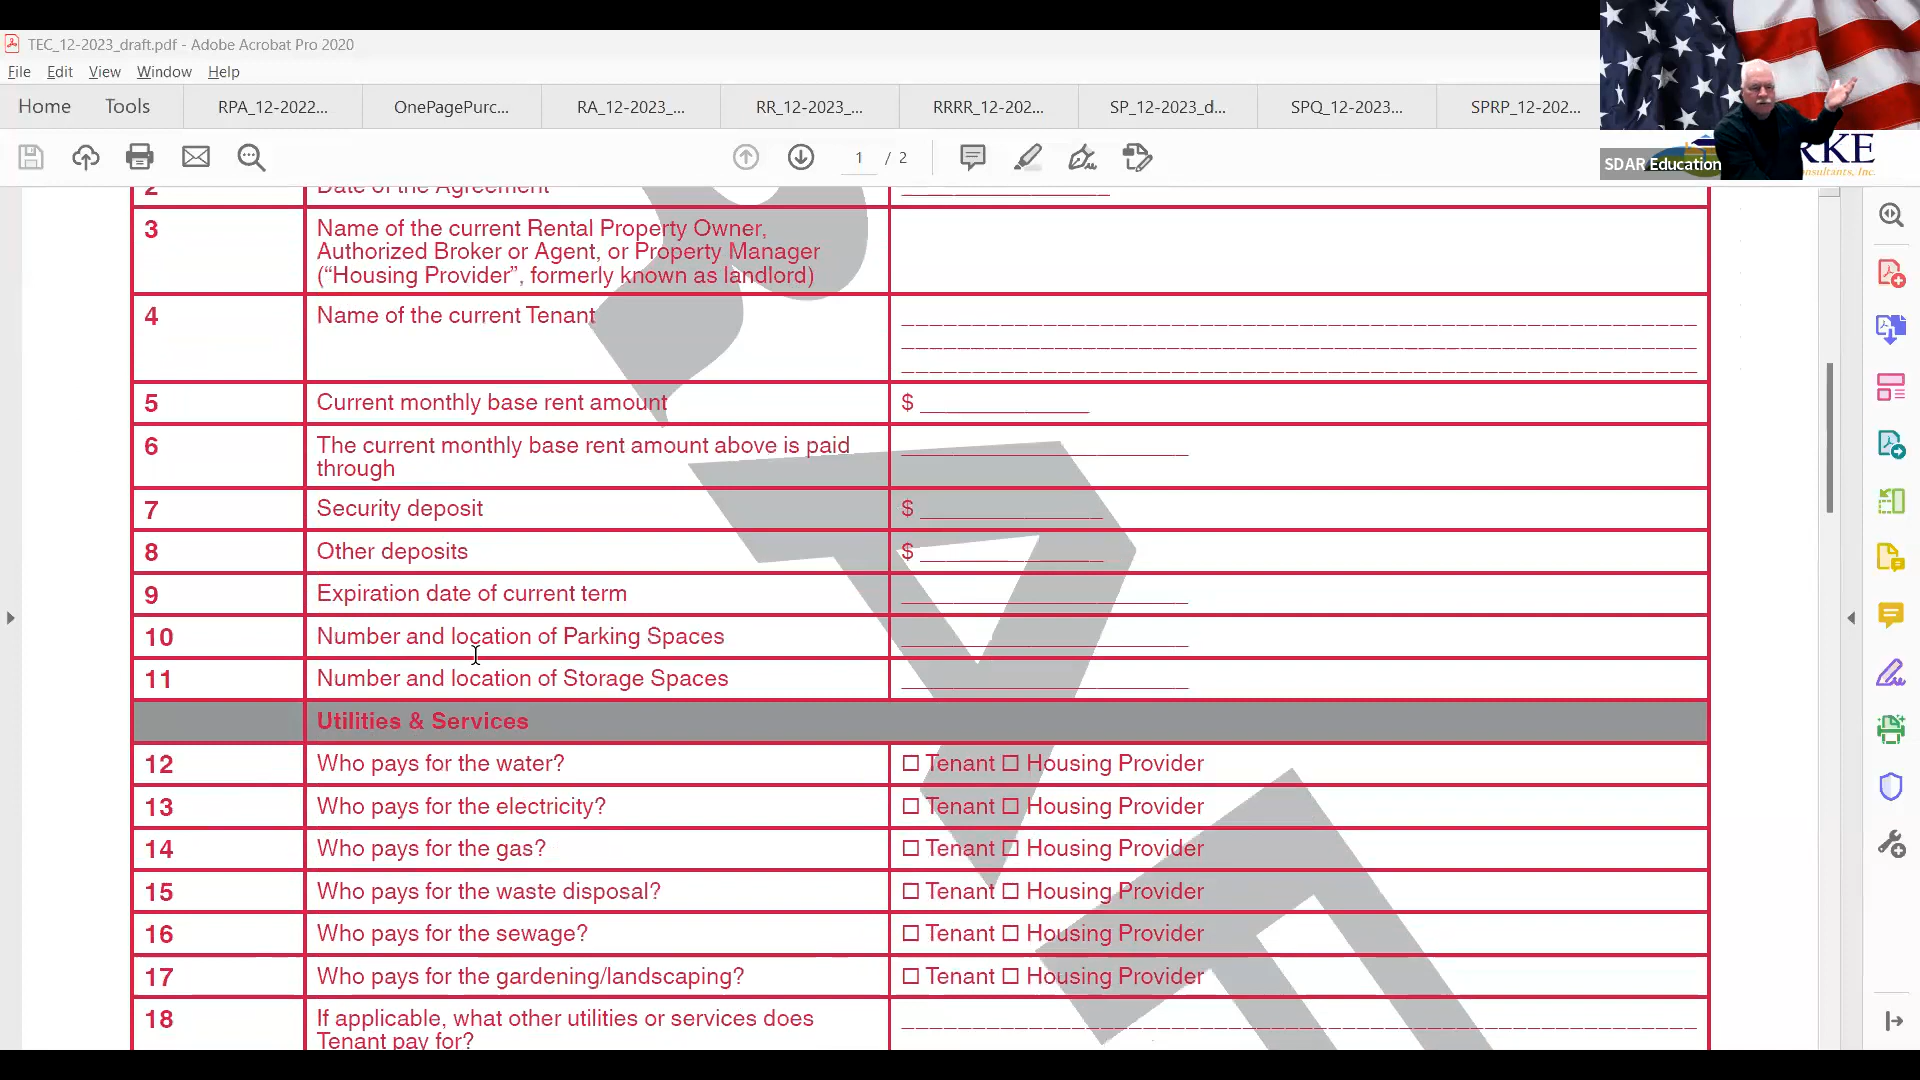 TEC_12-2023_draft.pdf - Adobe Acrobat Pro 2020
File Edit View Window Help
Home Tools RPA_12-2022... OnePagePurc... RA_12-2023_... RR_12-2023_... RRRR_12-202... SP_12-2023_d... SPQ_12-2023... SPRP_12-202...
1 / 2
RKE
SDAR Education
onsultants, Inc.
2 Date of the Agreement
3 Name of the current Rental Property Owner,
Authorized Broker or Agent, or Property Manager
(“Housing Provider”, formerly known as landlord)
4 Name of the current Tenant
5 Current monthly base rent amount $
6 The current monthly base rent amount above is paid
through
7 Security deposit $
8 Other deposits $
9 Expiration date of current term
10 Number and location of Parking Spaces
11 Number and location of Storage Spaces
Utilities & Services
12 Who pays for the water? ☐ Tenant ☐ Housing Provider
13 Who pays for the electricity? ☐ Tenant ☐ Housing Provider
14 Who pays for the gas? ☐ Tenant ☐ Housing Provider
15 Who pays for the waste disposal? ☐ Tenant ☐ Housing Provider
16 Who pays for the sewage? ☐ Tenant ☐ Housing Provider
17 Who pays for the gardening/landscaping? ☐ Tenant ☐ Housing Provider
18 If applicable, what other utilities or services does
Tenant pay for?